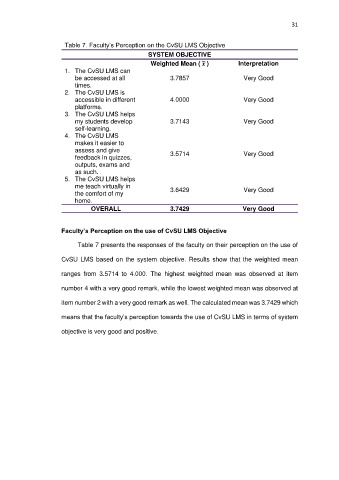 31
Table 7. Faculty's Perception on the CvSU LMS Objective
SYSTEM OBJECTIVE
Weighted Mean ( x̄ ) Interpretation
1. The CvSU LMS can
be accessed at all 3.7857 Very Good
times.
2. The CvSU LMS is
accessible in different 4.0000 Very Good
platforms.
3. The CvSU LMS helps
my students develop 3.7143 Very Good
self-learning.
4. The CvSU LMS
makes it easier to
assess and give
feedback in quizzes, 3.5714 Very Good
outputs, exams and
as such.
5. The CvSU LMS helps
me teach virtually in
the comfort of my 3.6429 Very Good
home.
OVERALL 3.7429 Very Good
Faculty's Perception on the use of CvSU LMS Objective
Table 7 presents the responses of the faculty on their perception on the use of
CvSU LMS based on the system objective. Results show that the weighted mean
ranges from 3.5714 to 4.000. The highest weighted mean was observed at item
number 4 with a very good remark, while the lowest weighted mean was observed at
item number 2 with a very good remark as well. The calculated mean was 3.7429 which
means that the faculty's perception towards the use of CvSU LMS in terms of system
objective is very good and positive.